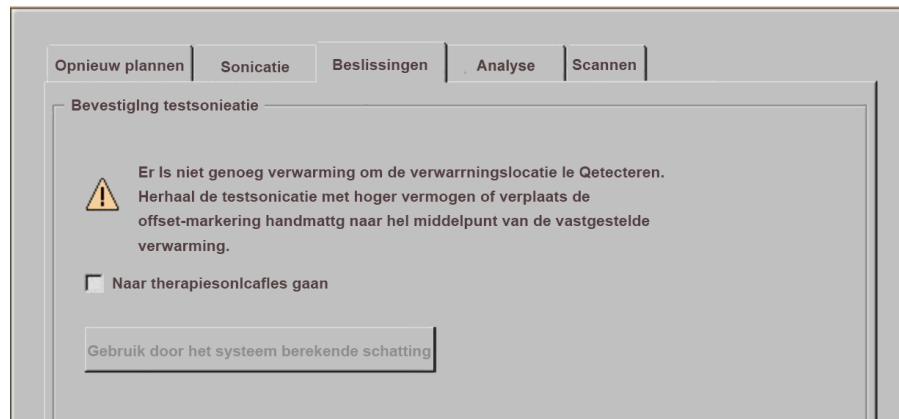 Opnieuw plannen Sonicatie Beslissingen Analyse Scannen
BevestigIng testsonieatie
Er Is niet genoeg verwarming om de verwarrningslocatie le Qetecteren.
Herhaal de testsonicatie met hoger vermogen of verplaats de
offset-markering handmattg naar hel middelpunt van de vastgestelde
verwarming.
Naar therapiesonlcafles gaan
Gebruik door het systeem berekende schatting